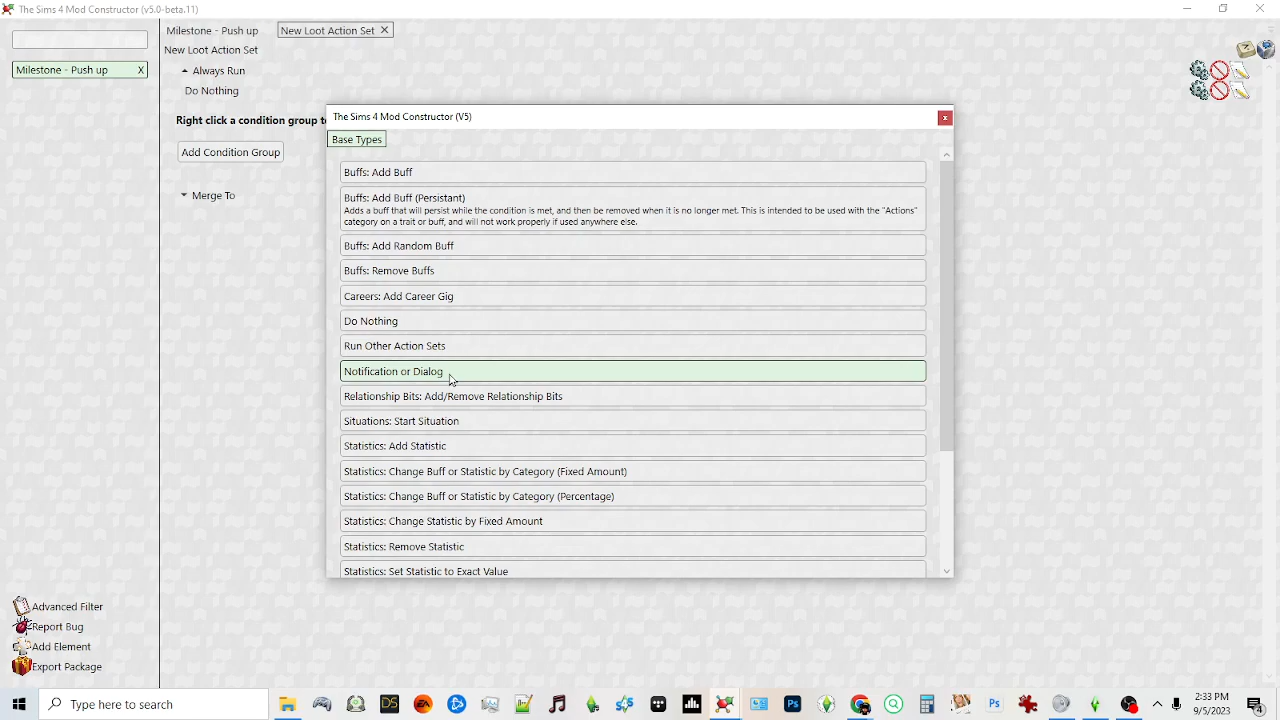 The Sims 4 Mod Constructor (v5.0-beta.11)
Milestone - Push up
New Loot Action Set
New Loot Action Set
Milestone - Push up X
Always Run
Do Nothing
Right click a condition group t
Add Condition Group
Merge To
The Sims 4 Mod Constructor (V5)
x
Base Types
Buffs: Add Buff
Buffs: Add Buff (Persistant)
Adds a buff that will persist while the condition is met, and then be removed when it is no longer met. This is intended to be used with the "Actions"
category on a trait or buff, and will not work properly if used anywhere else.
Buffs: Add Random Buff
Buffs: Remove Buffs
Careers: Add Career Gig
Do Nothing
Run Other Action Sets
Notification or Dialog
Relationship Bits: Add/Remove Relationship Bits
Situations: Start Situation
Statistics: Add Statistic
Statistics: Change Buff or Statistic by Category (Fixed Amount)
Statistics: Change Buff or Statistic by Category (Percentage)
Statistics: Change Statistic by Fixed Amount
Statistics: Remove Statistic
Statistics: Set Statistic to Exact Value
Advanced Filter
Report Bug
Add Element
Export Package
Type here to search
DS
EA
Ps
Ps
2:33 PM
9/5/2023
4